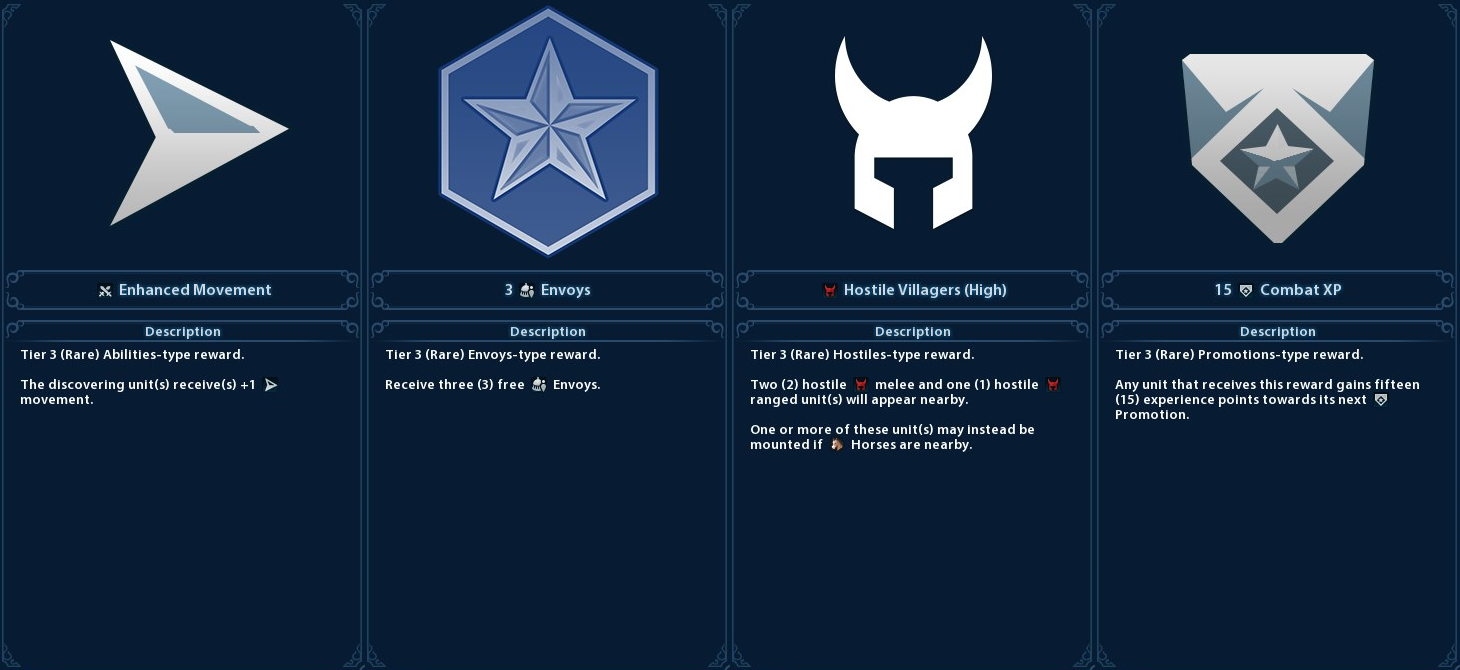 Enhanced Movement
Description
Tier 3 (Rare) Abilities-type reward.
The discovering unit(s) receive(s) +1
movement.
3 Envoys
Description
Tier 3 (Rare) Envoys-type reward.
Receive three (3) free Envoys.
Hostile Villagers (High)
Description
Tier 3 (Rare) Hostiles-type reward.
Two (2) hostile melee and one (1) hostile
ranged unit(s) will appear nearby.
One or more of these unit(s) may instead be
mounted if Horses are nearby.
15 Combat XP
Description
Tier 3 (Rare) Promotions-type reward.
Any unit that receives this reward gains fifteen
(15) experience points towards its next
Promotion.